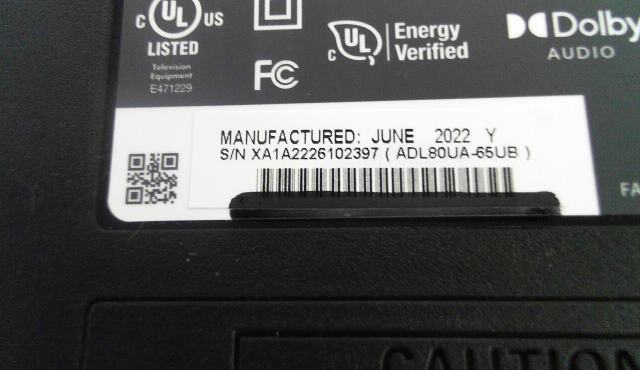 c UL US
LISTED
Television
Equipment
E471229
FC
c UL
Energy
Verified
Dolby
AUDIO
MANUFACTURED: JUNE 2022 Y
S/N XA1A2226102397 ( ADL80UA-65UB )
FA
CAUTION